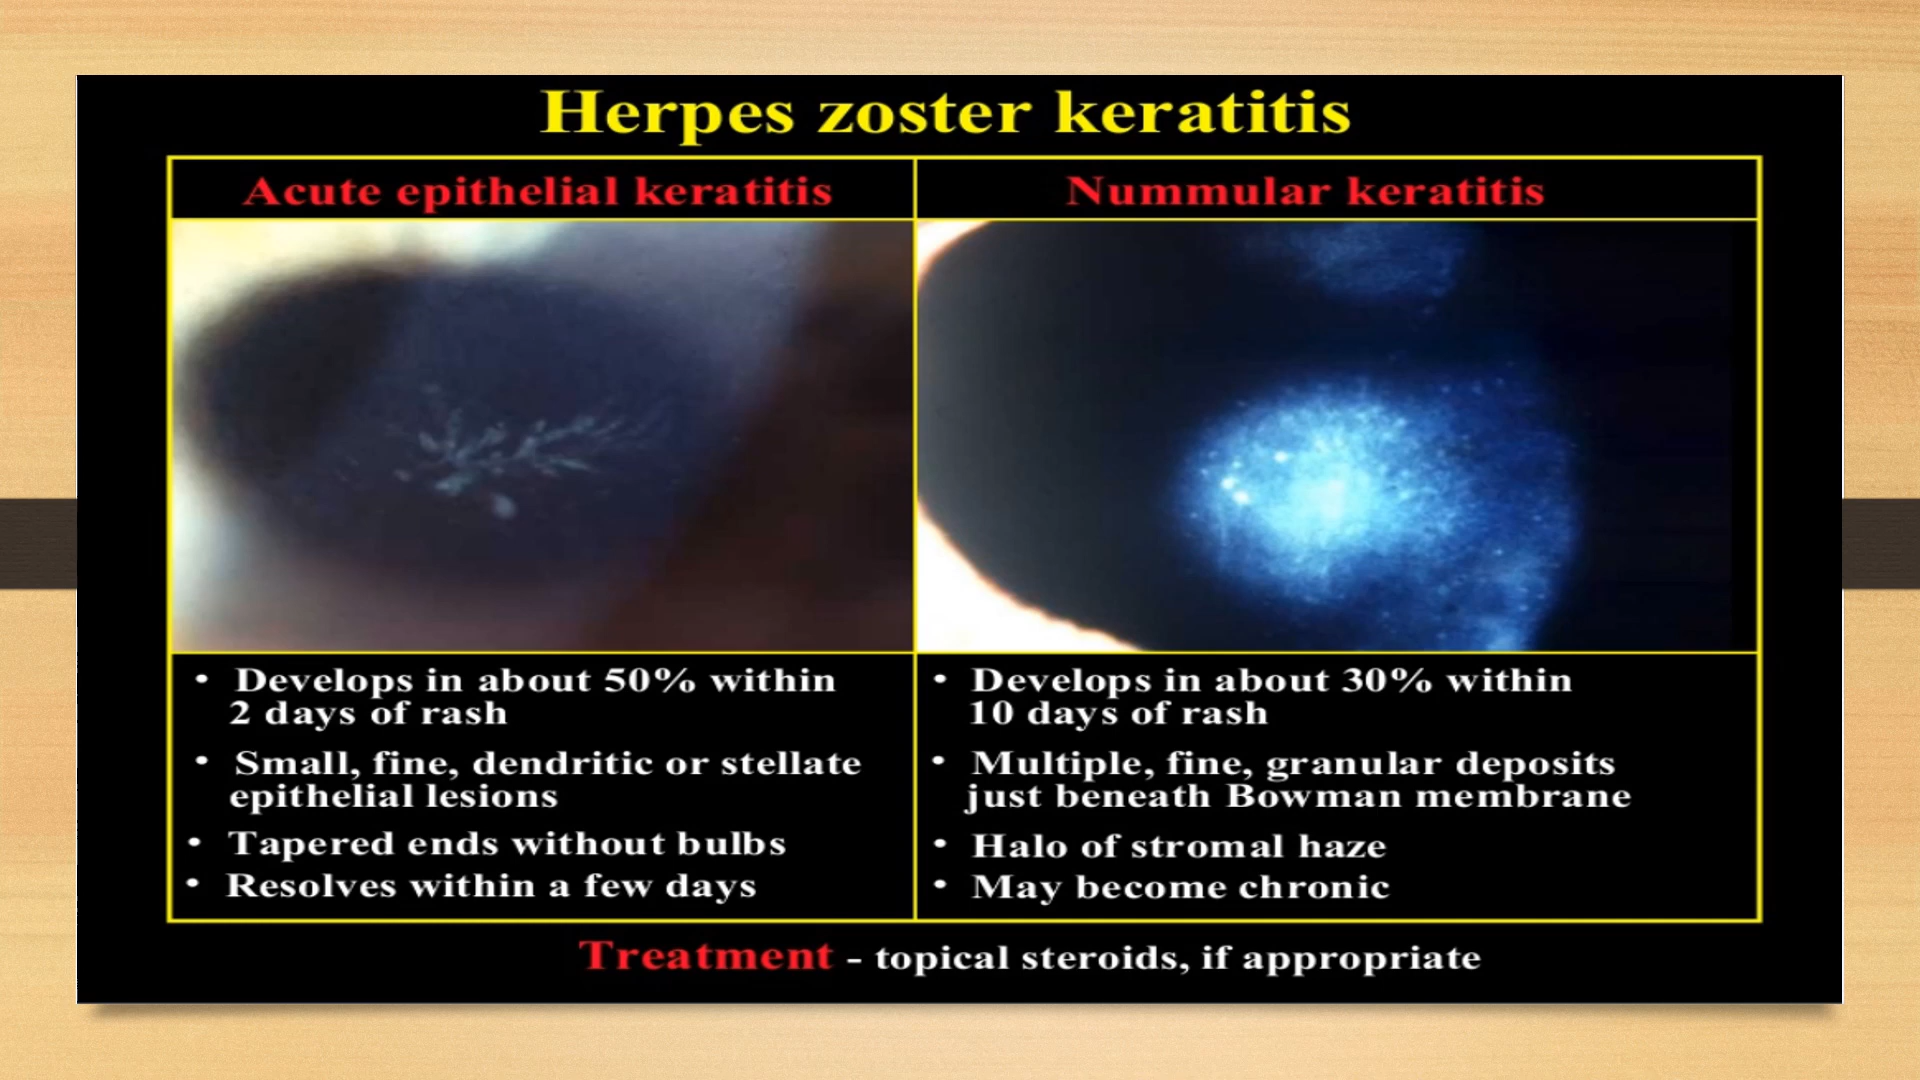 Herpes zoster keratitis
Acute epithelial keratitis
Nummular keratitis
• Develops in about 50% within
2 days of rash
• Small, fine, dendritic or stellate
epithelial lesions
• Tapered ends without bulbs
• Resolves within a few days
• Develops in about 30% within
10 days of rash
• Multiple, fine, granular deposits
just beneath Bowman membrane
• Halo of stromal haze
• May become chronic
Treatment - topical steroids, if appropriate